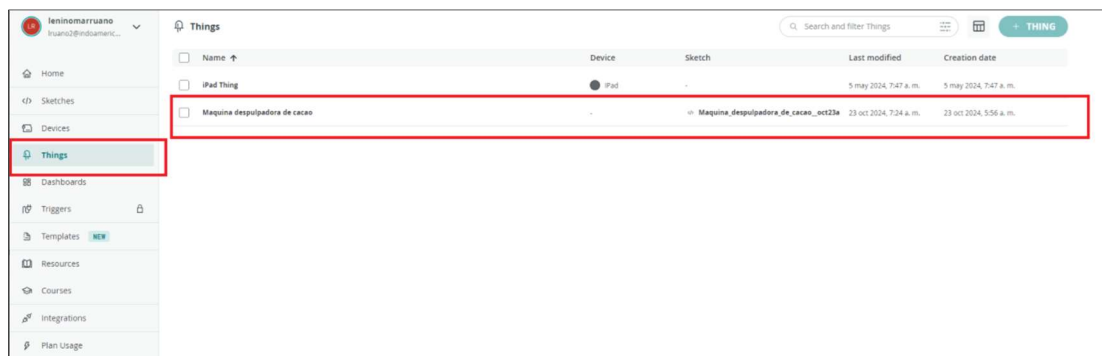 leninomarruano
lruano2@indoameric...
Home
Sketches
Devices
Things
Dashboards
Triggers
Templates NEW
Resources
Courses
Integrations
Plan Usage
Things
Search and filter Things
+ THING
Name ↑ Device Sketch Last modified Creation date
iPad Thing iPad - 5 may 2024, 7:47 a. m. 5 may 2024, 7:47 a. m.
Maquina despulpadora de cacao - </> Maquina_despulpadora_de_cacao_oct23a 23 oct 2024, 7:24 a. m. 23 oct 2024, 5:56 a. m.